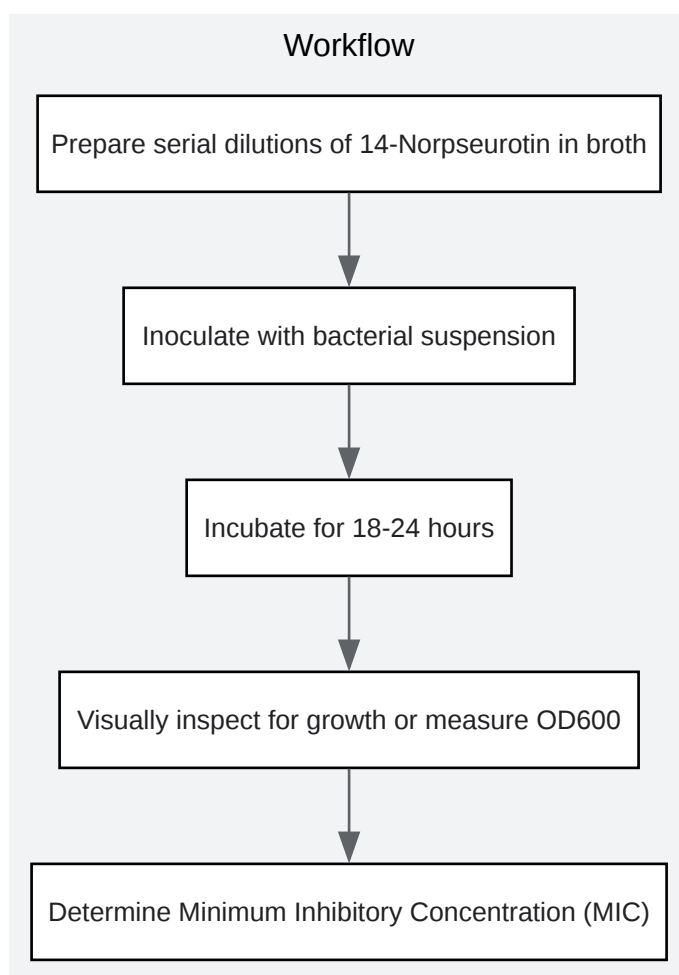 Workflow
Prepare serial dilutions of 14-Norpseurotin in broth
Inoculate with bacterial suspension
Incubate for 18-24 hours
Visually inspect for growth or measure OD600
Determine Minimum Inhibitory Concentration (MIC)